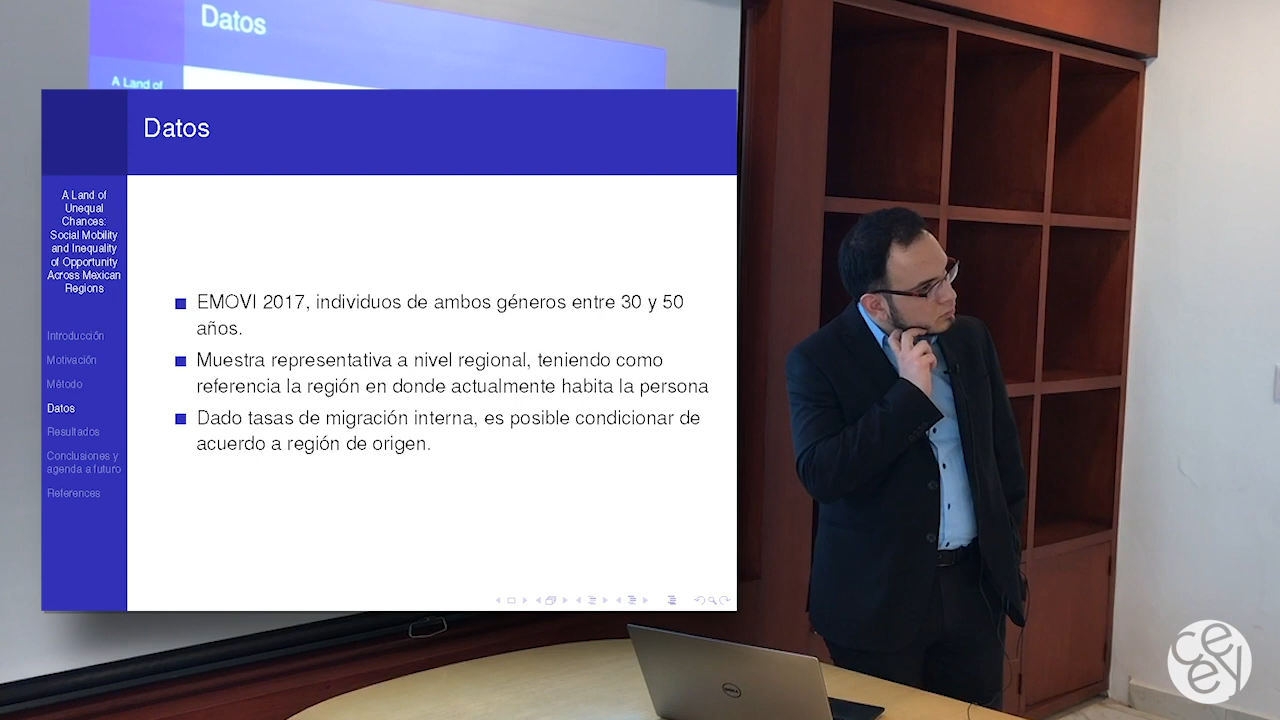 Datos
A Land of
Datos
A Land of
Unequal
Chances:
Social Mobility
and Inequality
of Opportunity
Across Mexican
Regions
Introducción
Motivación
Método
Datos
Resultados
Conclusiones y
agenda a futuro
References
EMOVI 2017, individuos de ambos géneros entre 30 y 50
años.
Muestra representativa a nivel regional, teniendo como
referencia la región en donde actualmente habita la persona
Dado tasas de migración interna, es posible condicionar de
acuerdo a región de origen.
DELL
ceey